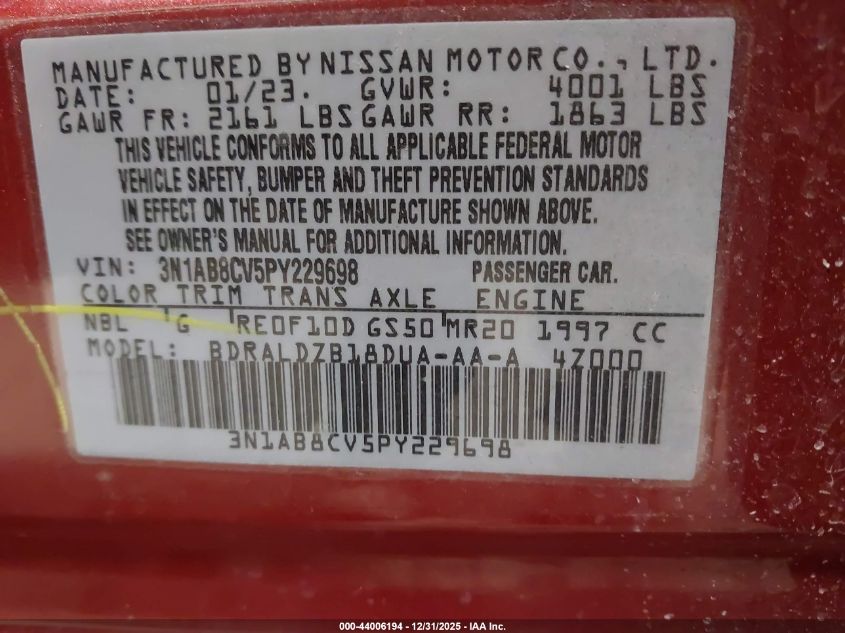 MANUFACTURED BY NISSAN MOTOR CO., LTD.
DATE: 01/23. GVWR: 4001 LBS
GAWR FR: 2161 LBS GAWR RR: 1863 LBS
THIS VEHICLE CONFORMS TO ALL APPLICABLE FEDERAL MOTOR
VEHICLE SAFETY, BUMPER AND THEFT PREVENTION STANDARDS
IN EFFECT ON THE DATE OF MANUFACTURE SHOWN ABOVE.
SEE OWNER'S MANUAL FOR ADDITIONAL INFORMATION.
VIN: 3N1AB8CV5PY229698 PASSENGER CAR.
COLOR TRIM TRANS AXLE ENGINE
NBL G RE0F10D GS50 MR20 1997 CC
MODEL: BDRALDZB18DUA-AA-A 4Z000
3N1AB8CV5PY229698
000-44006194 - 12/31/2025 - IAA Inc.